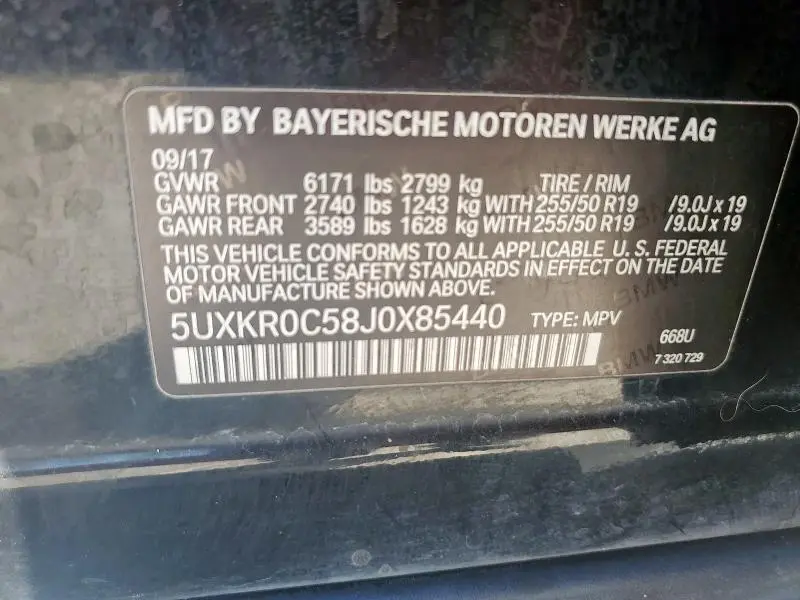 MFD BY BAYERISCHE MOTOREN WERKE AG
09/17
GVWR 6171 lbs 2799 kg TIRE / RIM
GAWR FRONT 2740 lbs 1243 kg WITH 255/50 R19 /9.0J x 19
GAWR REAR 3589 lbs 1628 kg WITH 255/50 R19 /9.0J x 19
THIS VEHICLE CONFORMS TO ALL APPLICABLE U. S. FEDERAL
MOTOR VEHICLE SAFETY STANDARDS IN EFFECT ON THE DATE
OF MANUFACTURE SHOWN ABOVE.
5UXKR0C58J0X85440 TYPE: MPV
668U
7 320 729